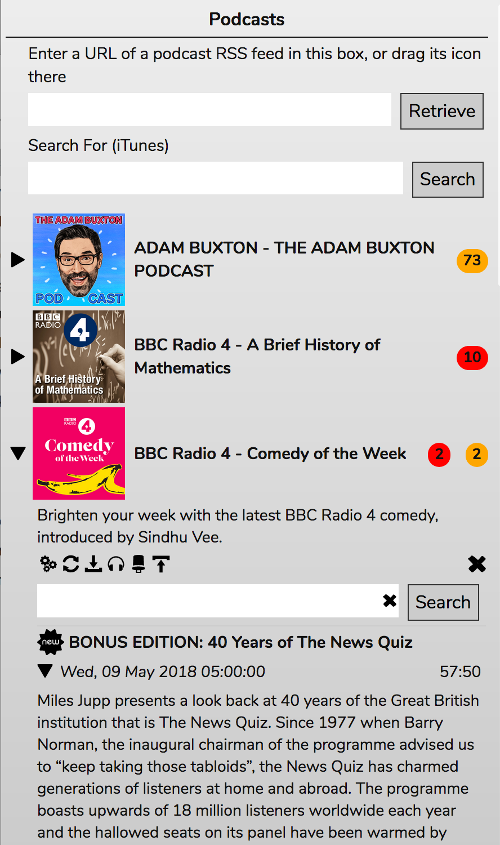 Podcasts
Enter a URL of a podcast RSS feed in this box, or drag its icon
there
Retrieve
Search For (iTunes)
Search
THE ADAM BUXTON
PODCAST
ADAM BUXTON - THE ADAM BUXTON
PODCAST
73
BBC
RADIO
4
A Brief History
of Mathematics
BBC Radio 4 - A Brief History of
Mathematics
10
BBC
RADIO
4
Comedy
of the Week
BBC Radio 4 - Comedy of the Week
2
2
Brighten your week with the latest BBC Radio 4 comedy,
introduced by Sindhu Vee.
Search
new
BONUS EDITION: 40 Years of The News Quiz
Wed, 09 May 2018 05:00:00
57:50
Miles Jupp presents a look back at 40 years of the Great British
institution that is The News Quiz. Since 1977 when Barry
Norman, the inaugural chairman of the programme advised us
to “keep taking those tabloids”, the News Quiz has charmed
generations of listeners at home and abroad. The programme
boasts upwards of 18 million listeners worldwide each year
and the hallowed seats on its panel have been warmed by